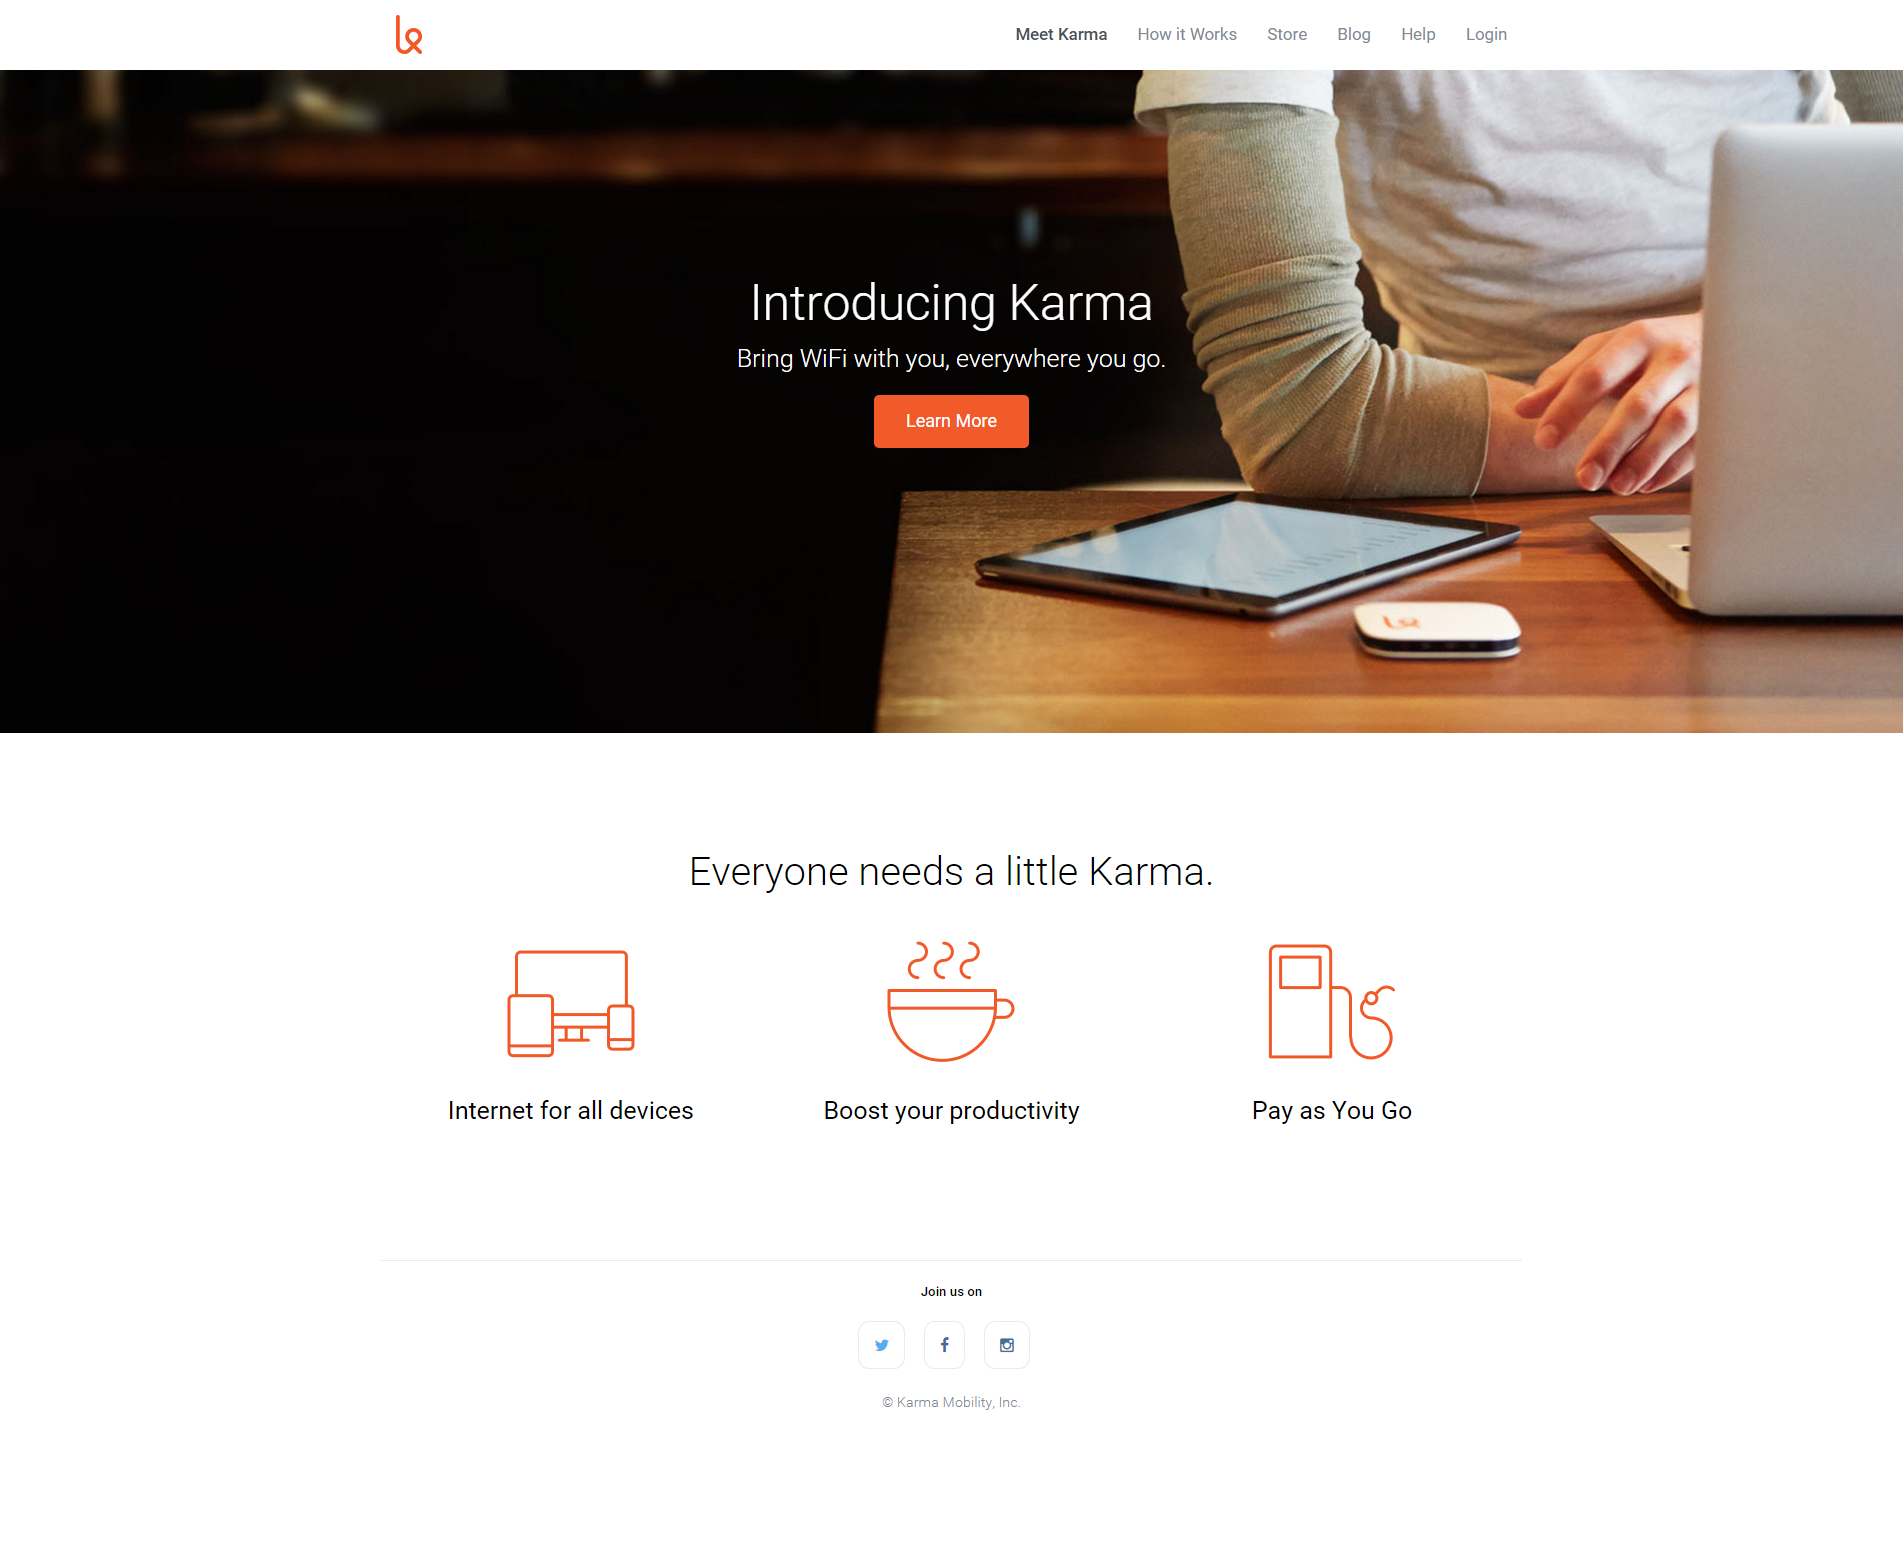 Meet Karma How it Works Store Blog Help Login
Introducing Karma
Bring WiFi with you, everywhere you go.
Learn More
Everyone needs a little Karma.
Internet for all devices
Boost your productivity
Pay as You Go
Join us on
© Karma Mobility, Inc.